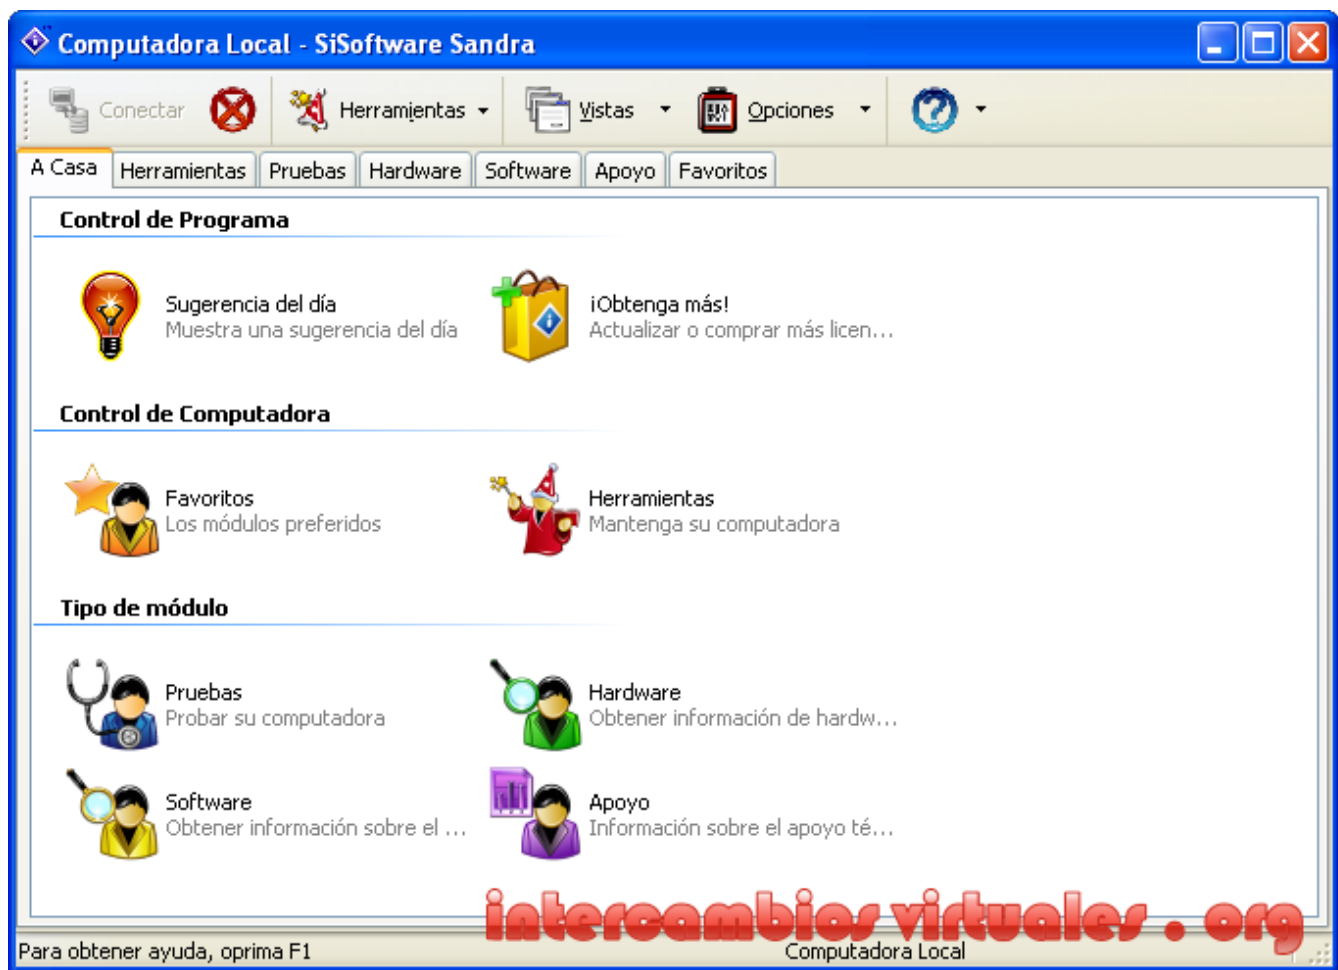 Computadora Local - SiSoftware Sandra
Conectar Herramientas Vistas Opciones
A Casa Herramientas Pruebas Hardware Software Apoyo Favoritos
Control de Programa
Sugerencia del día
Muestra una sugerencia del día
¡Obtenga más!
Actualizar o comprar más licen...
Control de Computadora
Favoritos
Los módulos preferidos
Herramientas
Mantenga su computadora
Tipo de módulo
Pruebas
Probar su computadora
Hardware
Obtener información de hardw...
Software
Obtener información sobre el ...
Apoyo
Información sobre el apoyo té...
intercambios virtuales . org
Para obtener ayuda, oprima F1 Computadora Local